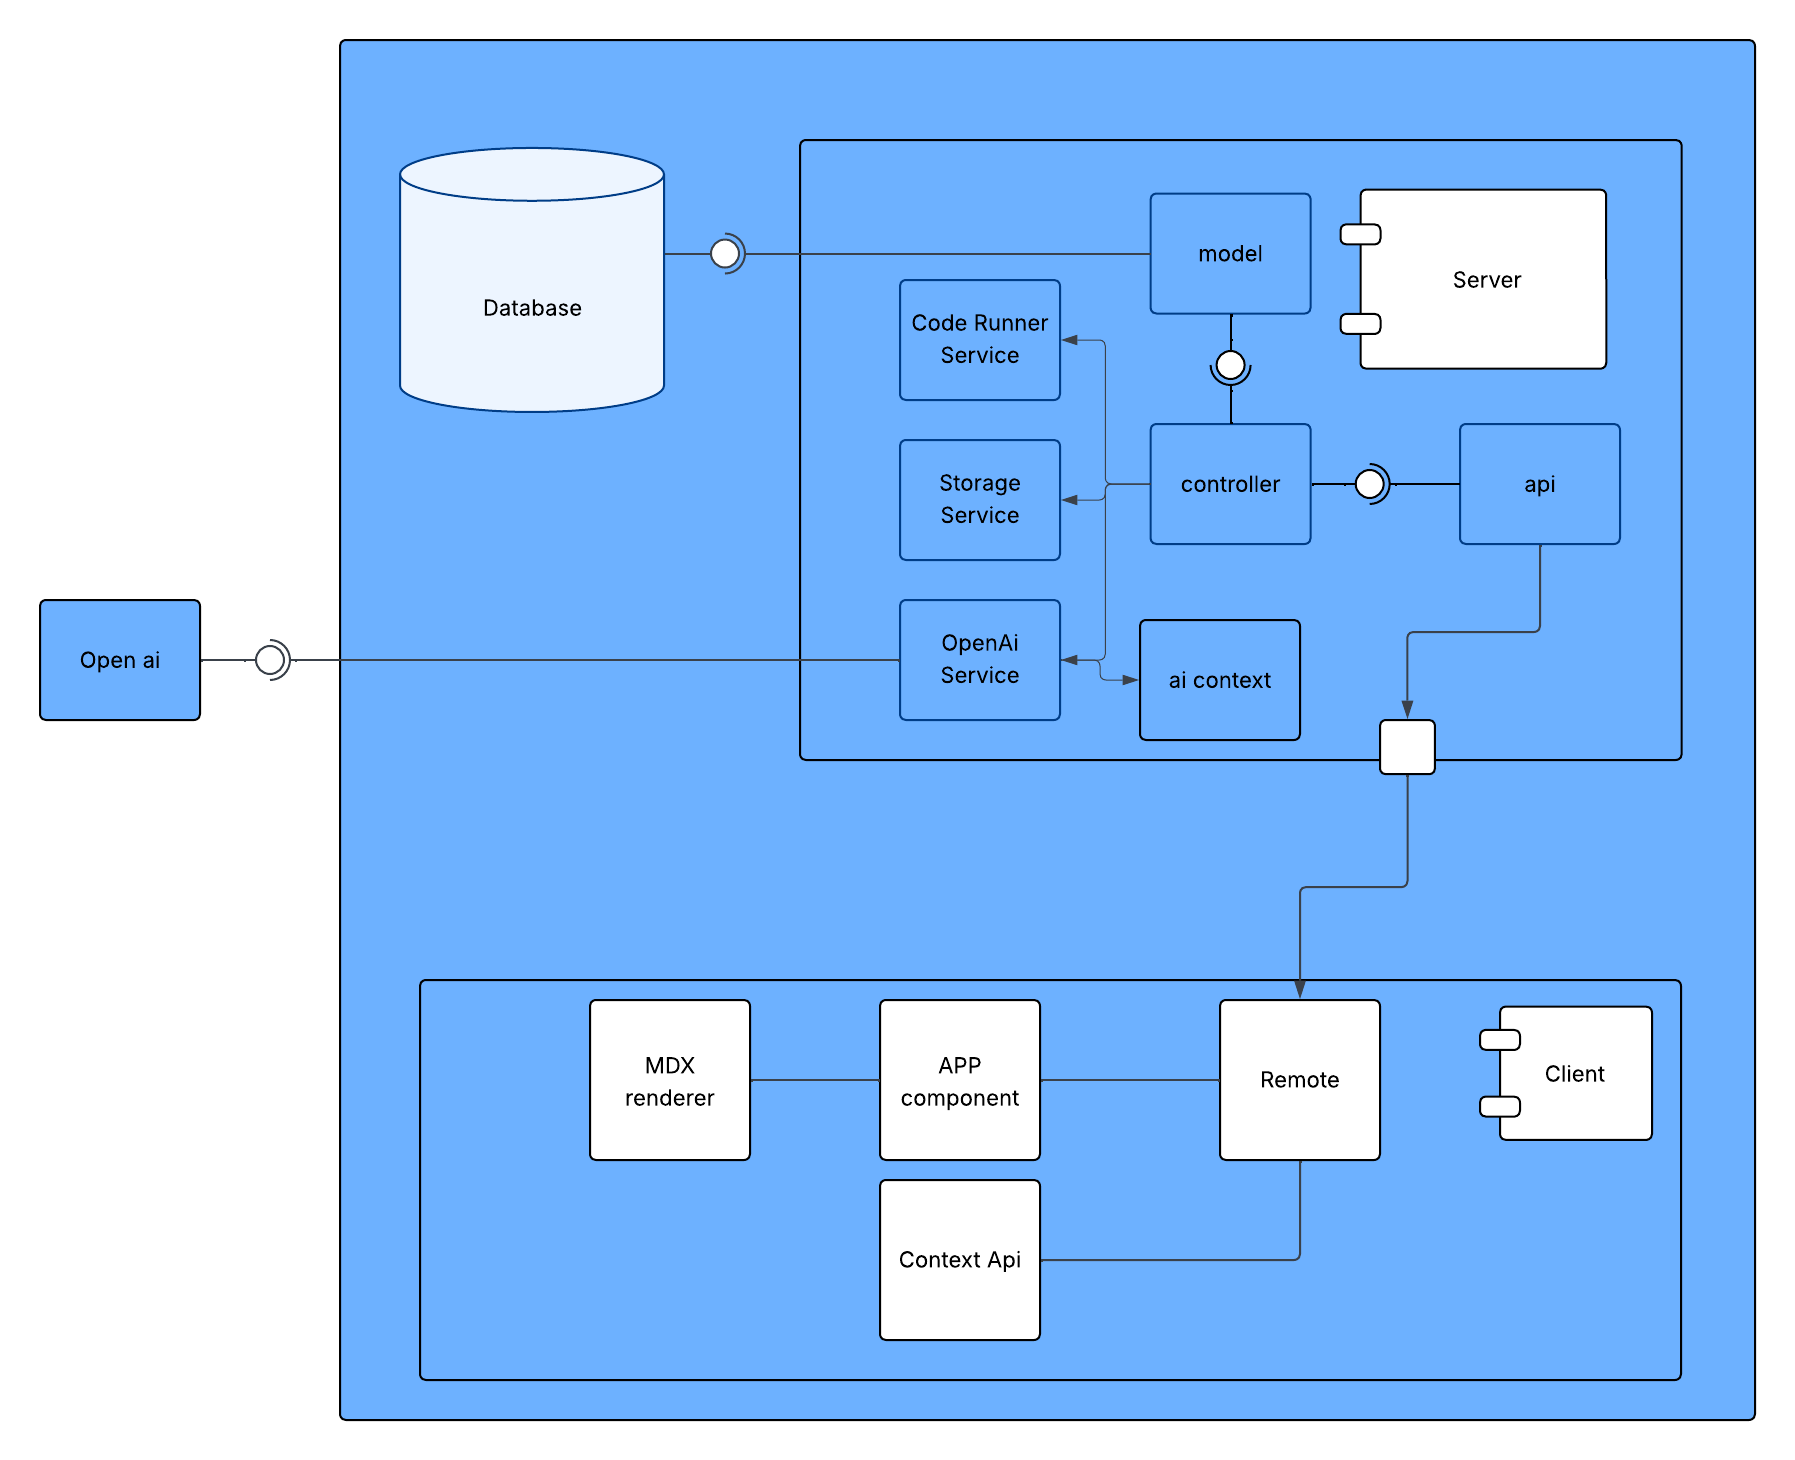 Database
model
Server
Code Runner
Service
Storage
Service
controller
api
Open ai
OpenAi
Service
ai context
MDX
renderer
APP
component
Remote
Client
Context Api